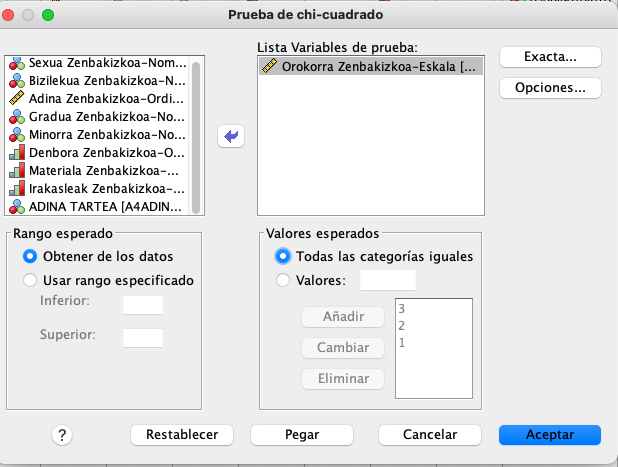 Prueba de chi-cuadrado
Lista Variables de prueba:
Sexua Zenbakizkoa-Nom...
Bizilekua Zenbakizkoa-N...
Adina Zenbakizkoa-Ordi...
Gradua Zenbakizkoa-No...
Minorra Zenbakizkoa-No...
Denbora Zenbakizkoa-O...
Materiala Zenbakizkoa-...
Irakasleak Zenbakizkoa-...
ADINA TARTEA [A4ADIN...
Orokorra Zenbakizkoa-Eskala [...
Exacta...
Opciones...
Rango esperado
Obtener de los datos
Usar rango especificado
Inferior:
Superior:
Valores esperados
Todas las categorías iguales
Valores:
Añadir
Cambiar
Eliminar
3
2
1
?
Restablecer
Pegar
Cancelar
Aceptar